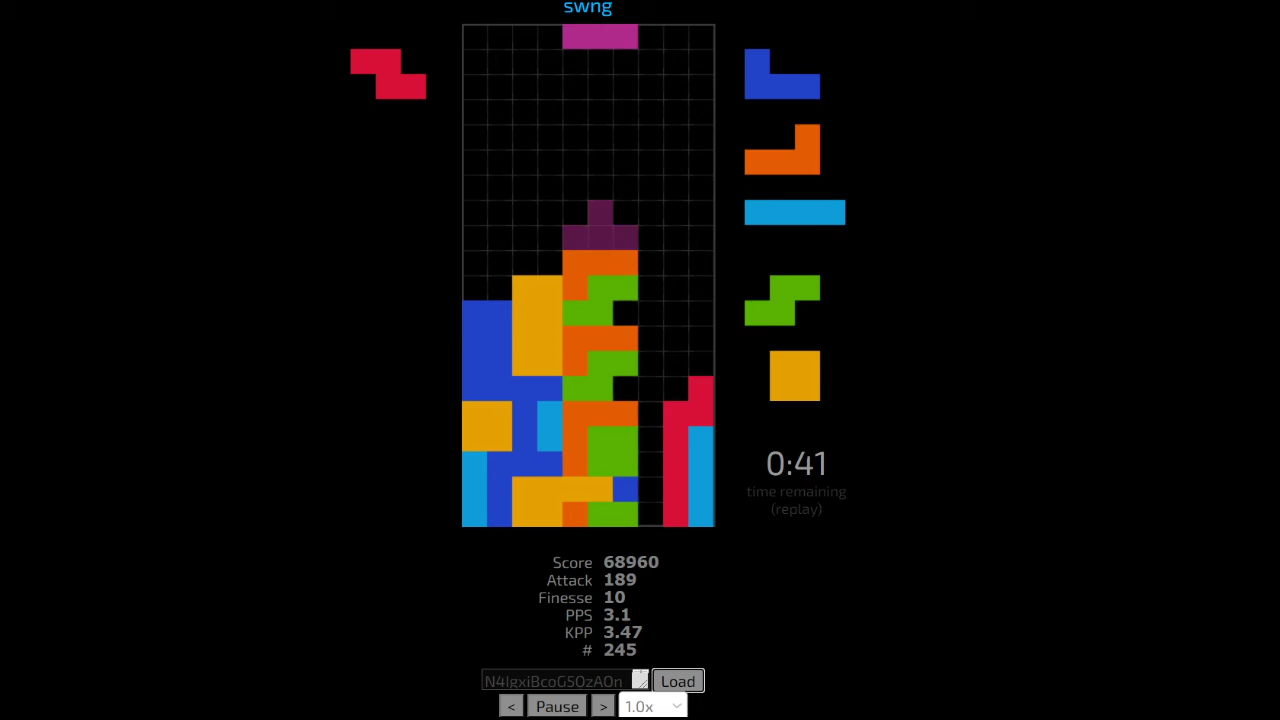 swng
0:41
time remaining
(replay)
Score 68960
Attack 189
Finesse 10
PPS 3.1
KPP 3.47
# 245
N4IgxiBcoG5OzAOn
Load
< Pause > 1.0x